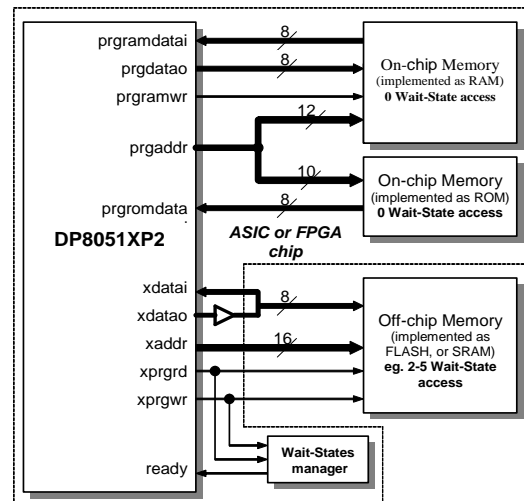 prgramdatai
8
prgdatao
8
prgramwr
On-chip Memory
(implemented as RAM)
0 Wait-State access
12
prgaddr
10
prgromdata
8
On-chip Memory
(implemented as ROM)
0 Wait-State access
DP8051XP2
ASIC or FPGA
chip
xdatai
8
xdatao
xaddr
16
xprgrd
xprgwr
Off-chip Memory
(implemented as
FLASH, or SRAM)
eg. 2-5 Wait-State
access
ready
Wait-States
manager